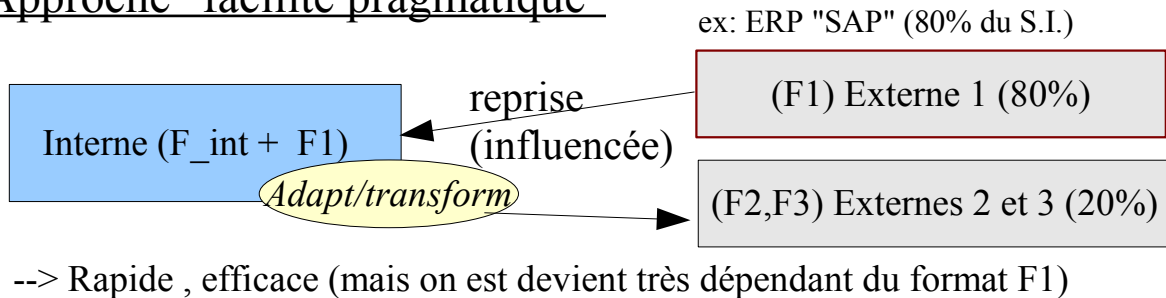 Approche "facilité pragmatique"
ex: ERP "SAP" (80% du S.I.)
(F1) Externe 1 (80%)
reprise
(influencée)
Interne (F_int + F1)
Adapt/transform
(F2,F3) Externes 2 et 3 (20%)
--> Rapide , efficace (mais on est devient très dépendant du format F1)